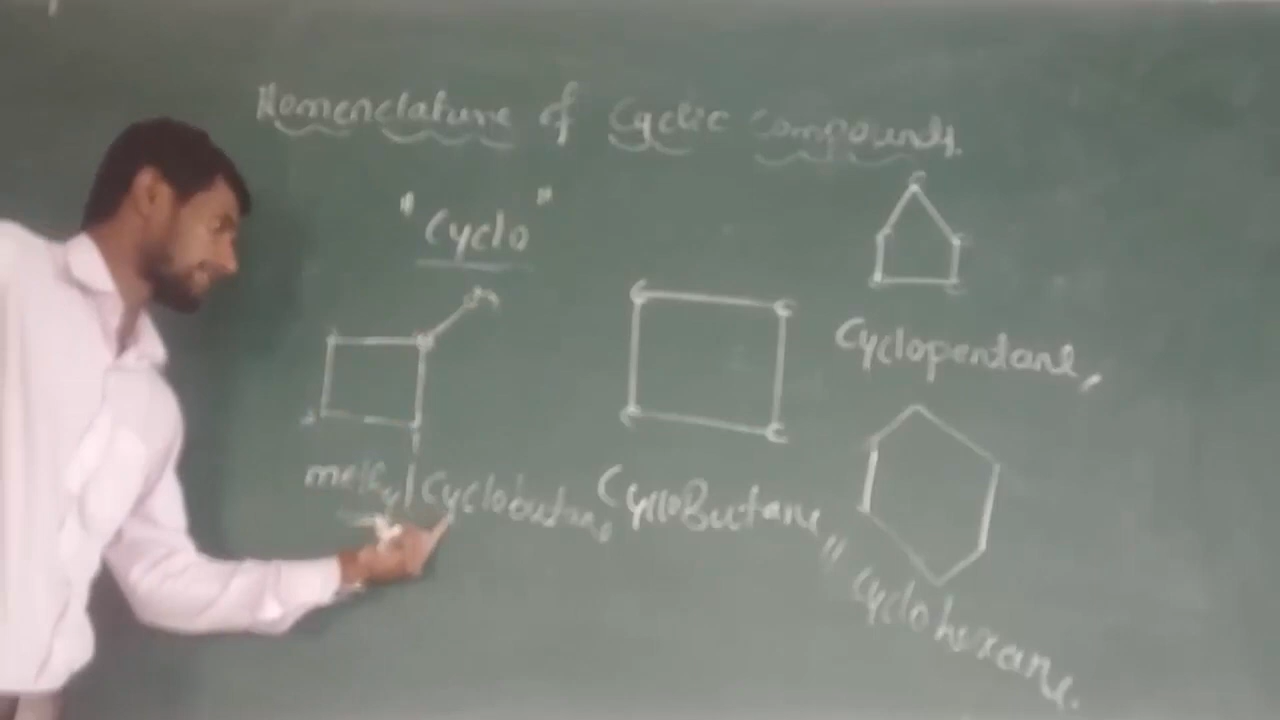 Nomenclature of Cyclic compounds.
"Cyclo"
Cyclopentane,
methyl Cyclobutane
CycloButane,
"cyclohexane.